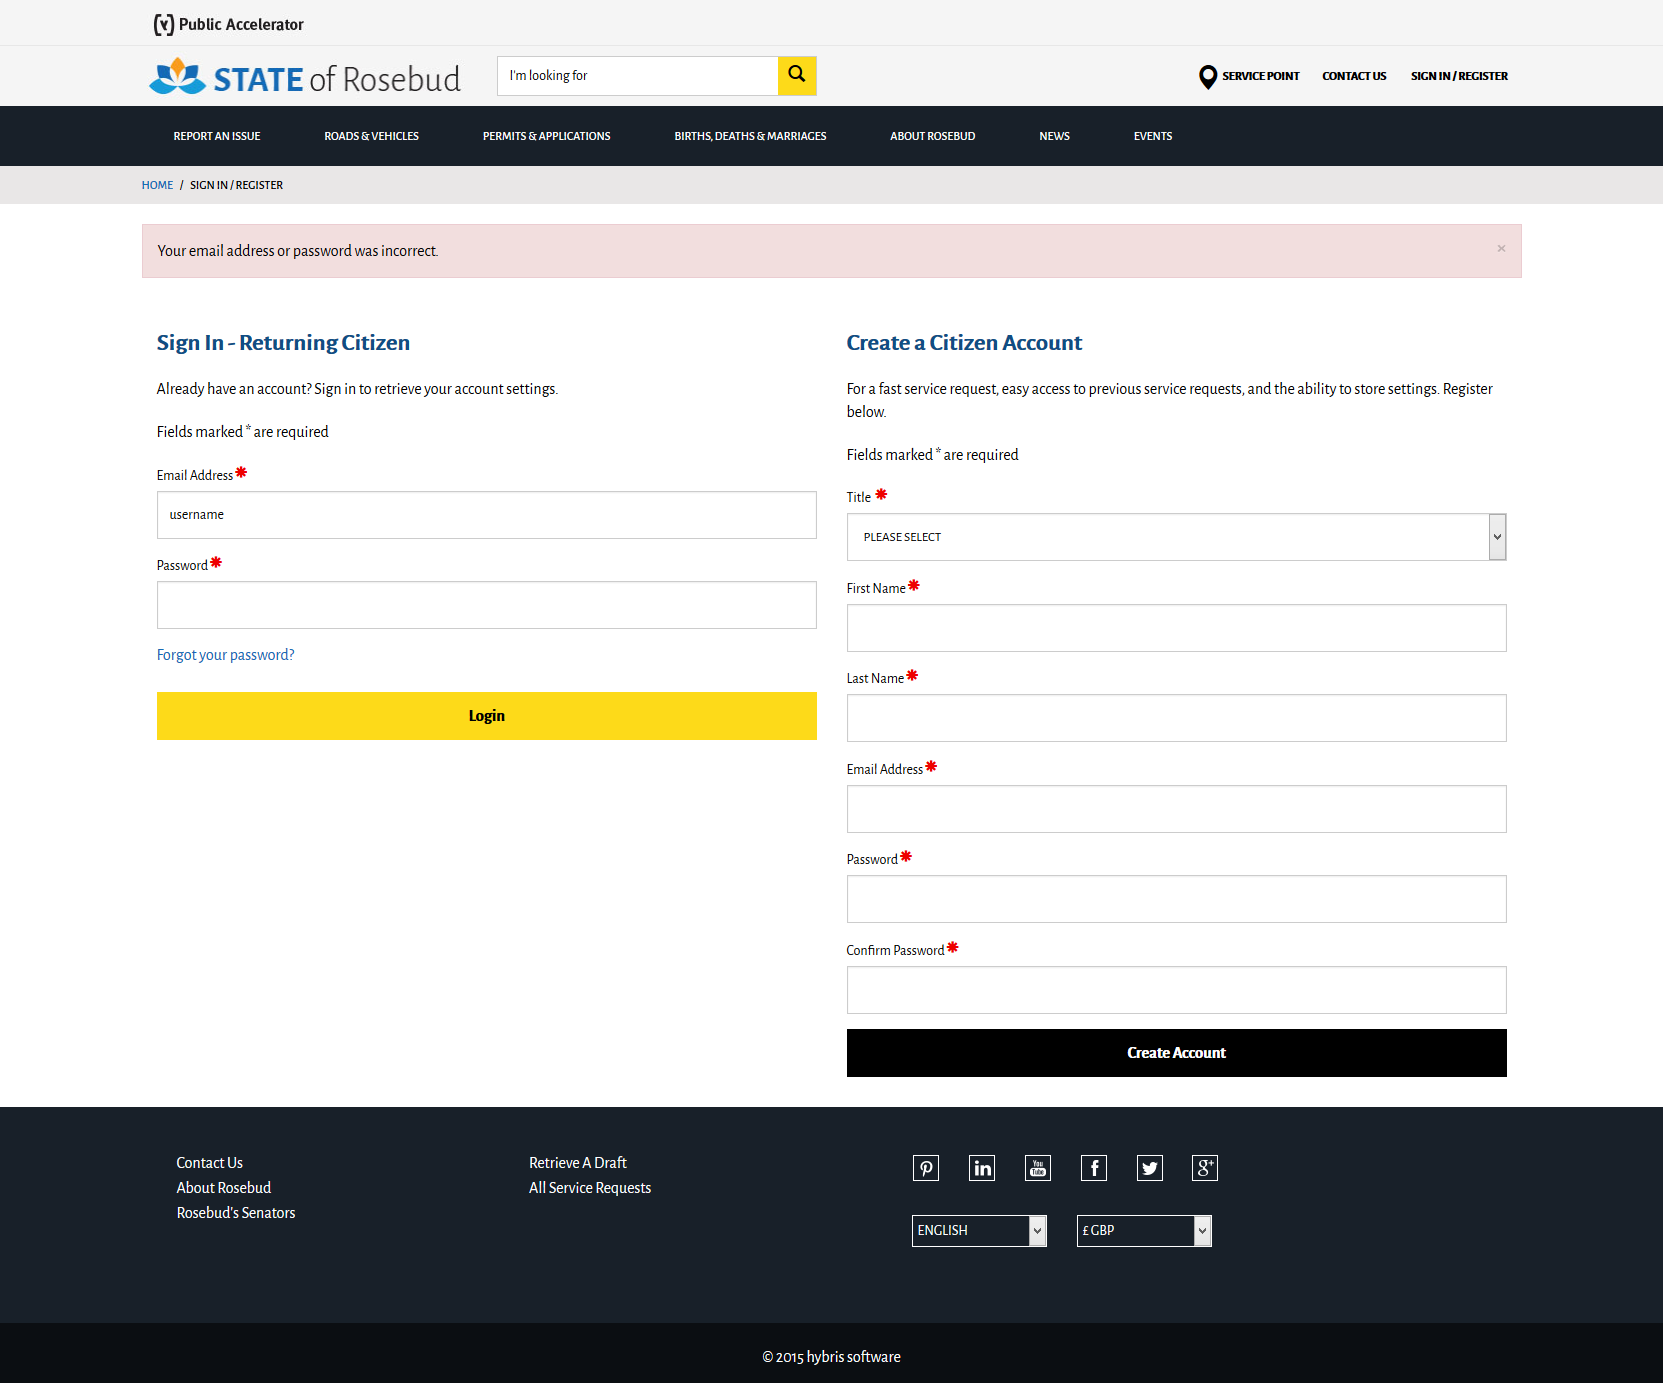 Public Accelerator
STATE of Rosebud
I'm looking for
SERVICE POINT
CONTACT US
SIGN IN / REGISTER
REPORT AN ISSUE
ROADS & VEHICLES
PERMITS & APPLICATIONS
BIRTHS, DEATHS & MARRIAGES
ABOUT ROSEBUD
NEWS
EVENTS
HOME / SIGN IN / REGISTER
Your email address or password was incorrect.
×
Sign In - Returning Citizen
Already have an account? Sign in to retrieve your account settings.
Fields marked * are required
Email Address *
username
Password *
Forgot your password?
Login
Create a Citizen Account
For a fast service request, easy access to previous service requests, and the ability to store settings. Register
below.
Fields marked * are required
Title *
PLEASE SELECT
First Name *
Last Name *
Email Address *
Password *
Confirm Password *
Create Account
Contact Us
About Rosebud
Rosebud's Senators
Retrieve A Draft
All Service Requests
in
You
Tube
f
g+
ENGLISH
£ GBP
© 2015 hybris software